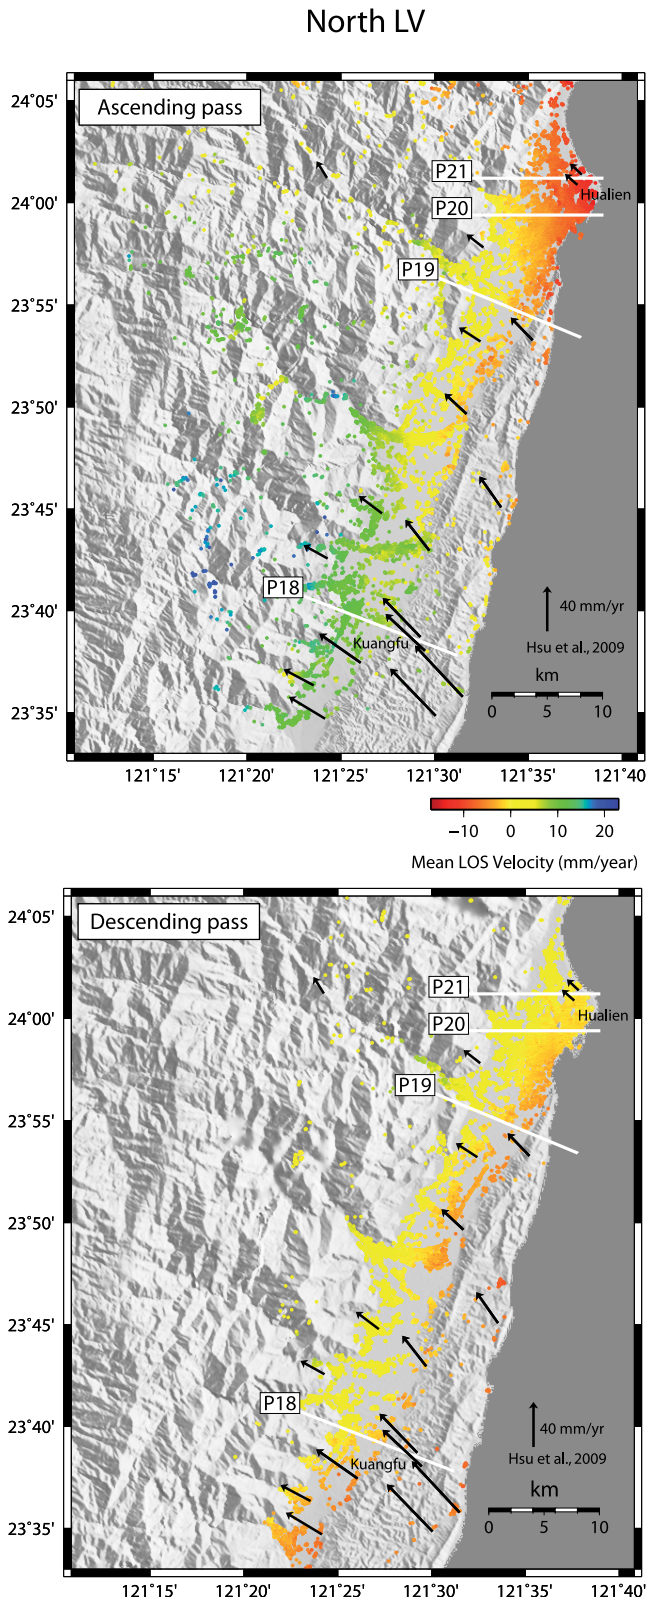 North LV
Ascending pass
24°05'
24°00'
23°55'
23°50'
23°45'
23°40'
23°35'
P21
Hualien
P20
P19
P18
Kuangfu
40 mm/yr
Hsu et al., 2009
km
0 5 10
121°15' 121°20' 121°25' 121°30' 121°35' 121°40'
−10 0 10 20
Mean LOS Velocity (mm/year)
Descending pass
24°05'
24°00'
23°55'
23°50'
23°45'
23°40'
23°35'
P21
Hualien
P20
P19
P18
Kuangfu
40 mm/yr
Hsu et al., 2009
km
0 5 10
121°15' 121°20' 121°25' 121°30' 121°35' 121°40'